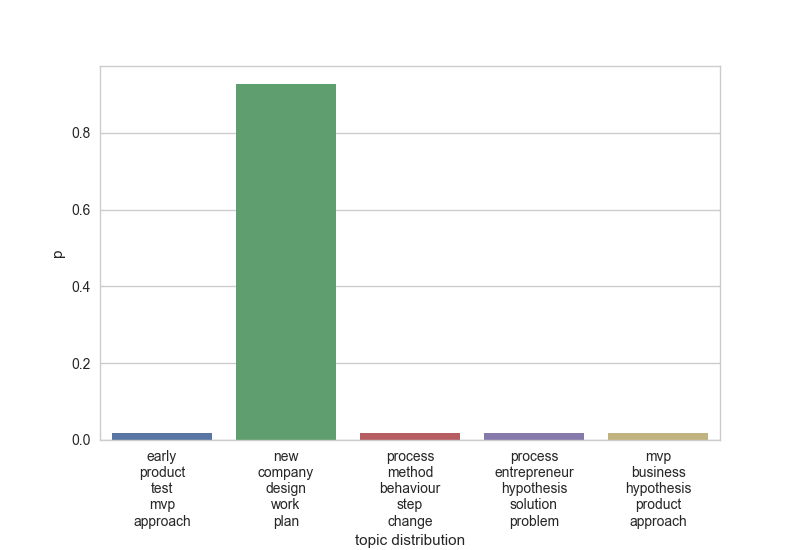 0.8
0.6
p
0.4
0.2
0.0
early
product
test
mvp
approach
new
company
design
work
plan
process
method
behaviour
step
change
process
entrepreneur
hypothesis
solution
problem
mvp
business
hypothesis
product
approach
topic distribution